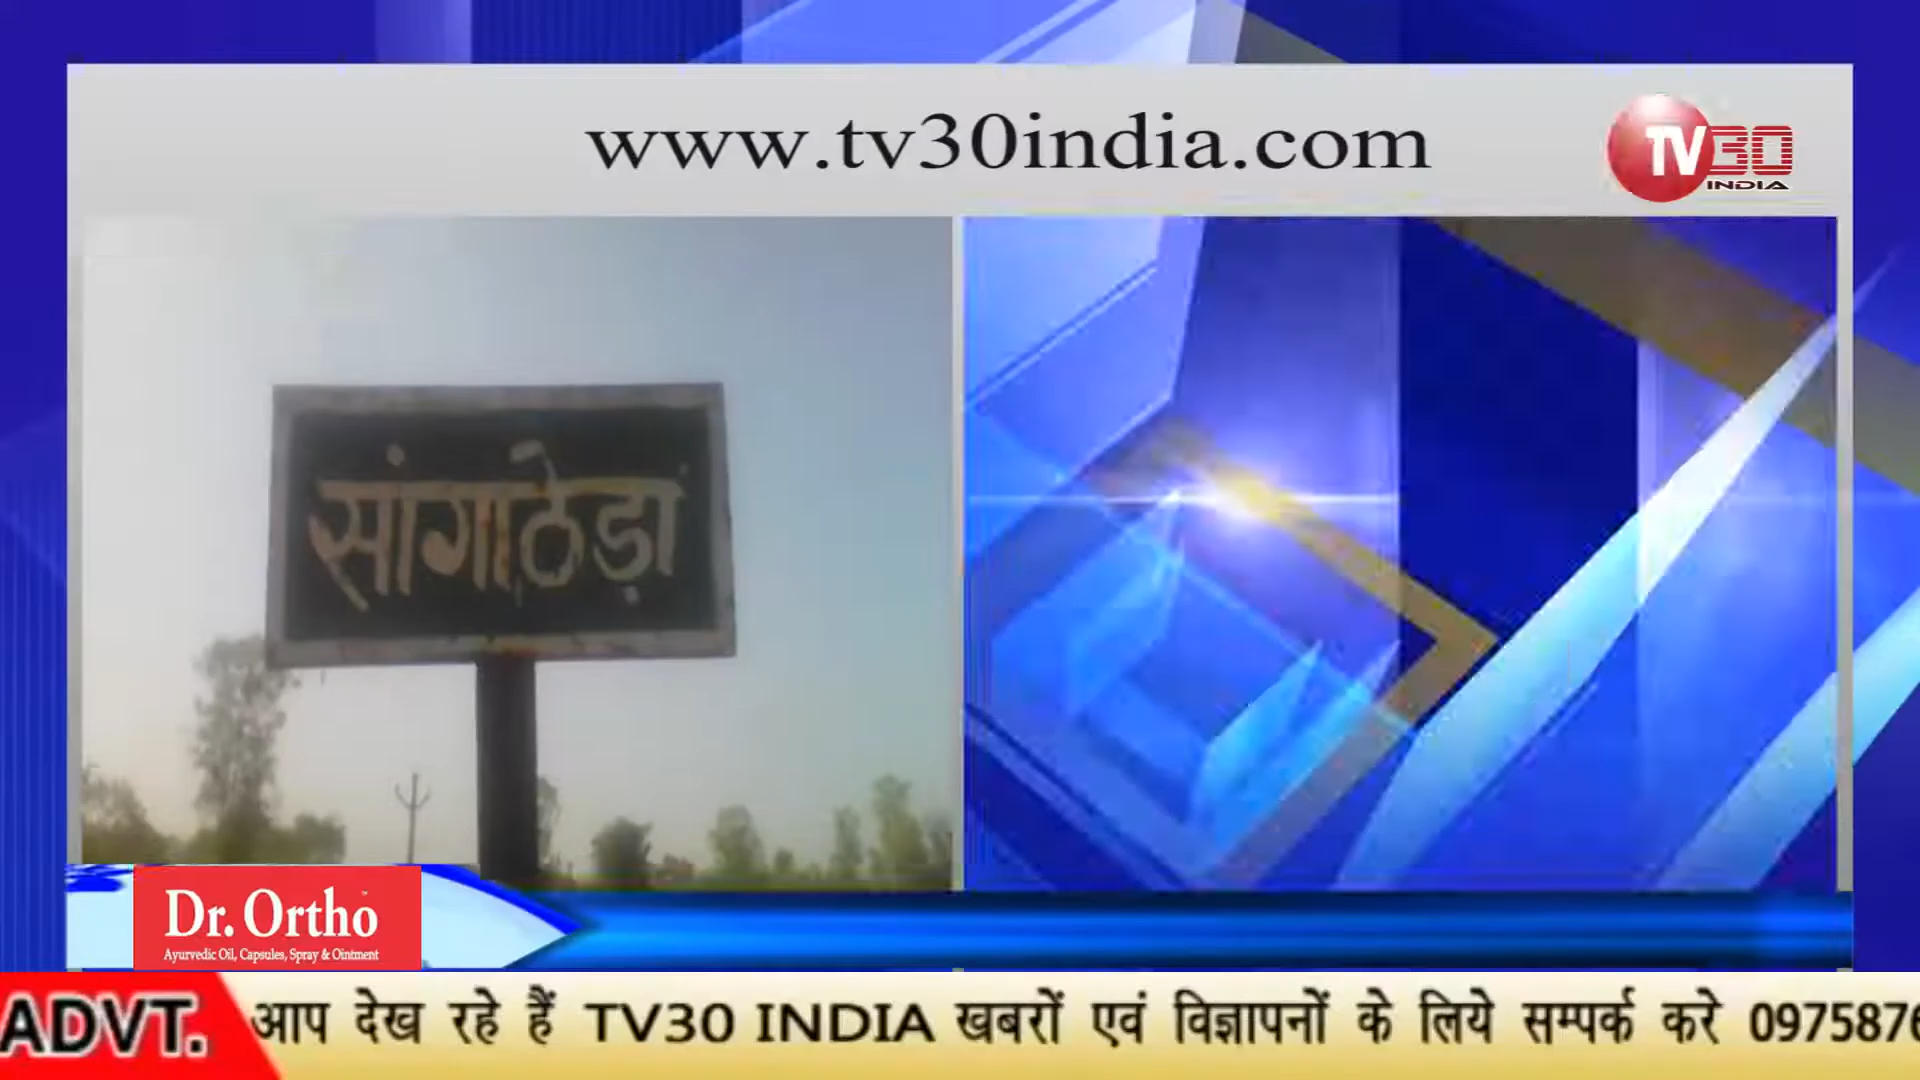 www.tv30india.com
TV30
INDIA
सांगाठेडा
Dr. Ortho
Ayurvedic Oil, Capsules, Spray & Ointment
ADVT. आप देख रहे हैं TV30 INDIA खबरों एवं विज्ञापनों के लिये सम्पर्क करे 0975876